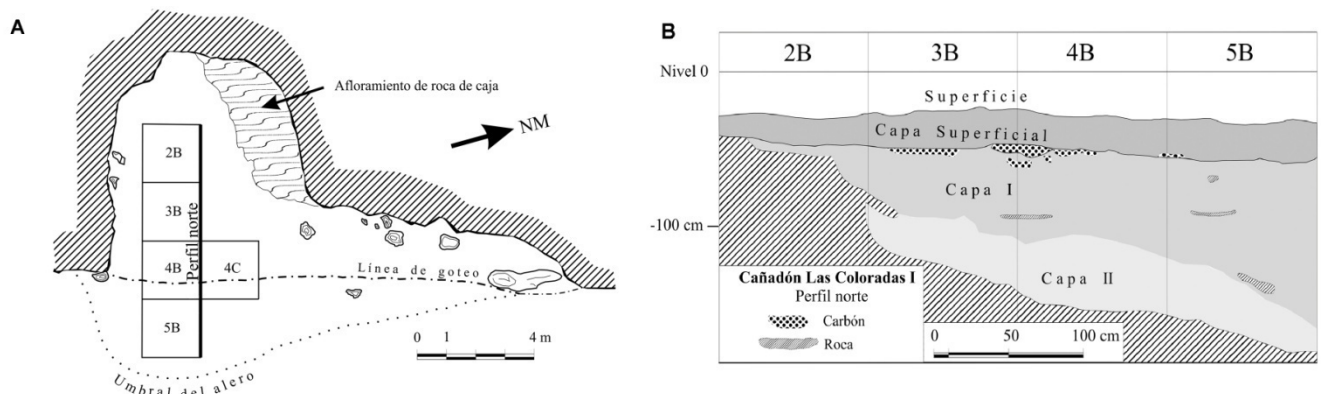 A
Afloramiento de roca de caja
NM
2B
3B
4B
4C
5B
Perfil norte
Línea de goteo
Umbral del alero
0 1 4 m
B
2B 3B 4B 5B
Nivel 0
Superficie
Capa Superficial
Capa I
-100 cm
Capa II
Cañadón Las Coloradas I
Perfil norte
Carbón
Roca
0 50 100 cm